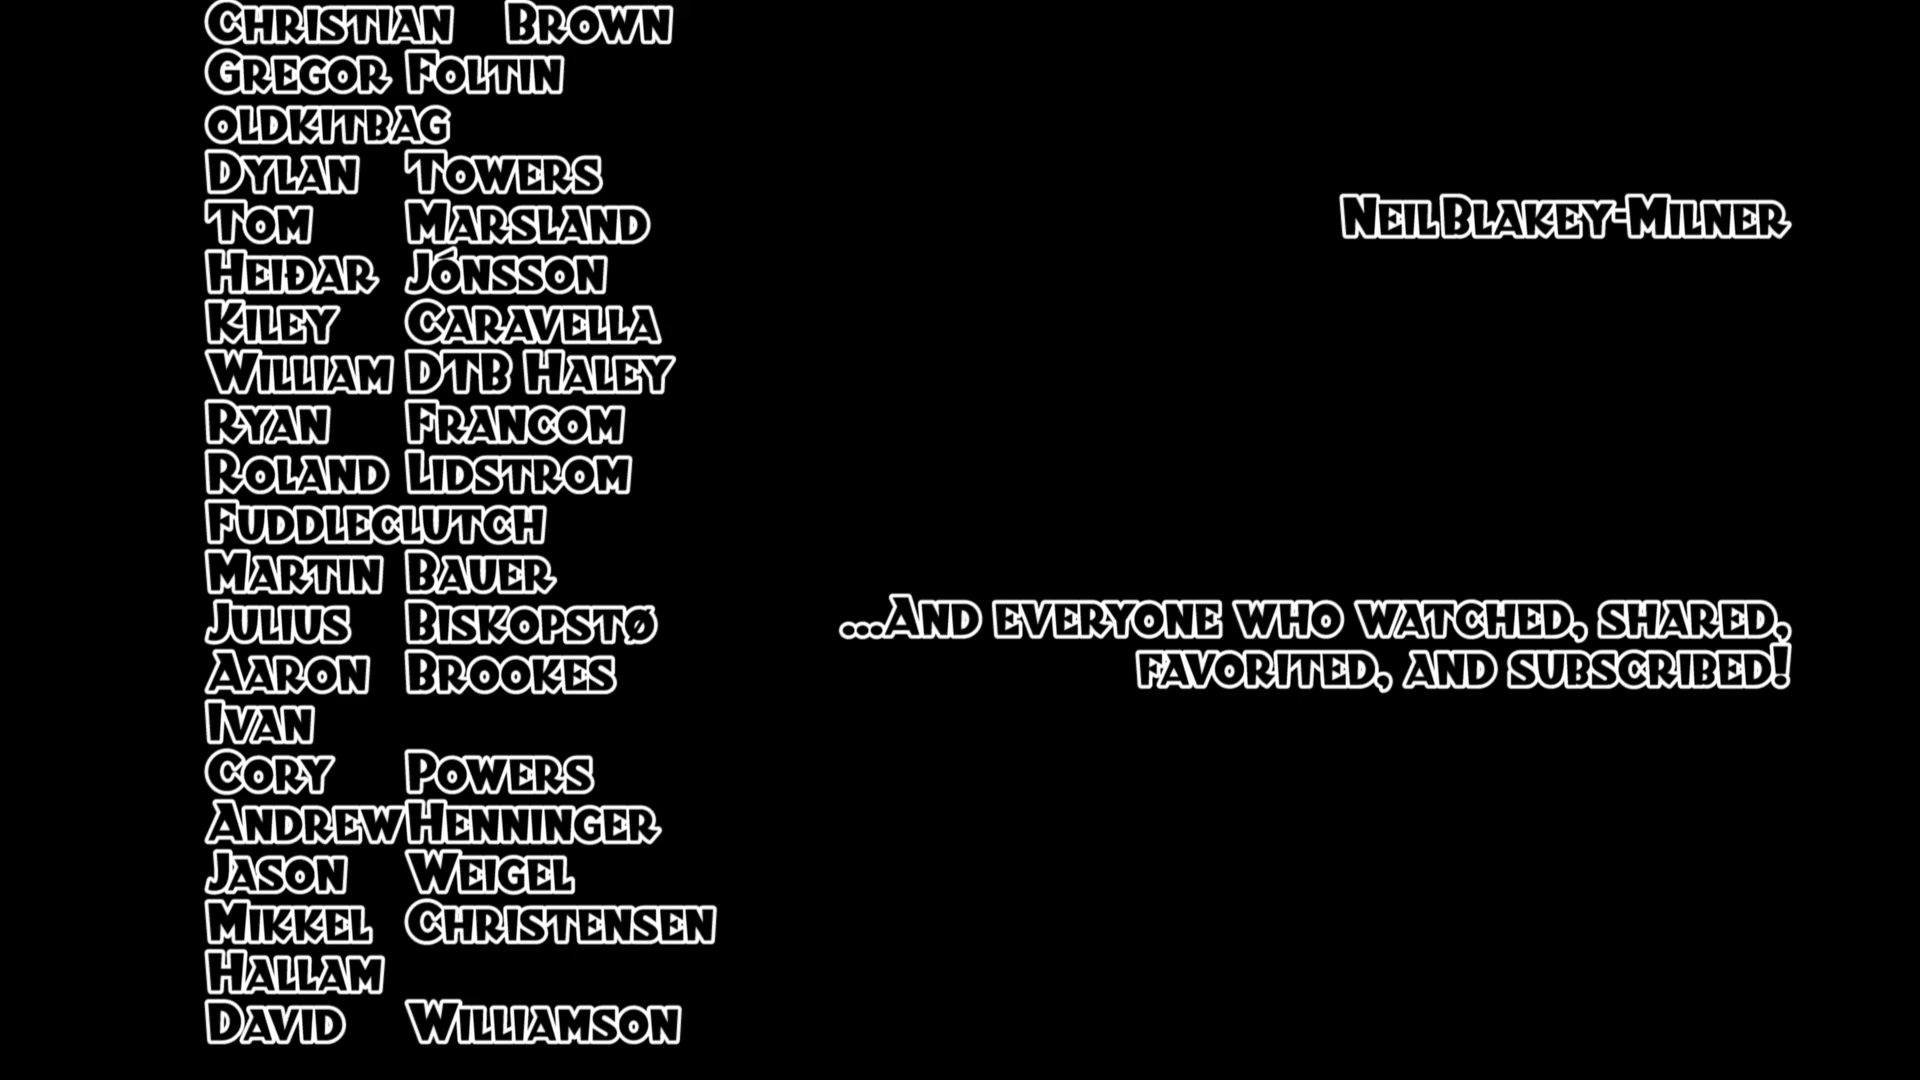 Christian Brown
Gregor Foltin
oldkitbag
Dylan Towers
Tom Marsland
Heiðar Jónsson
Kiley Caravella
William DTB Haley
Ryan Francom
Roland Lidstrom
Fuddleclutch
Martin Bauer
Julius Biskopstø
Aaron Brookes
Ivan
Cory Powers
Andrew Henninger
Jason Weigel
Mikkel Christensen
Hallam
David Williamson
Neil Blakey-Milner
...And everyone who watched, shared,
favorited, and subscribed!